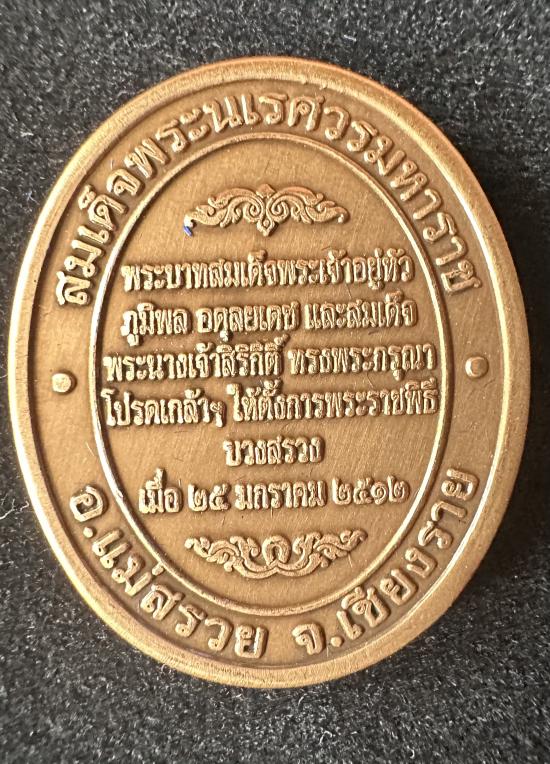 สมเด็จพระนเรศวรมหาราช
พระบาทสมเด็จพระเจ้าอยู่หัว
ภูมิพล อดุลยเดช และสมเด็จ
พระนางเจ้าสิริกิติ์ ทรงพระกรุณา
โปรดเกล้าฯ ให้ตั้งการพระราชพิธี
บวงสรวง
เมื่อ ๒๕ มกราคม ๒๕๑๒
อ.แม่สรวย จ.เชียงราย